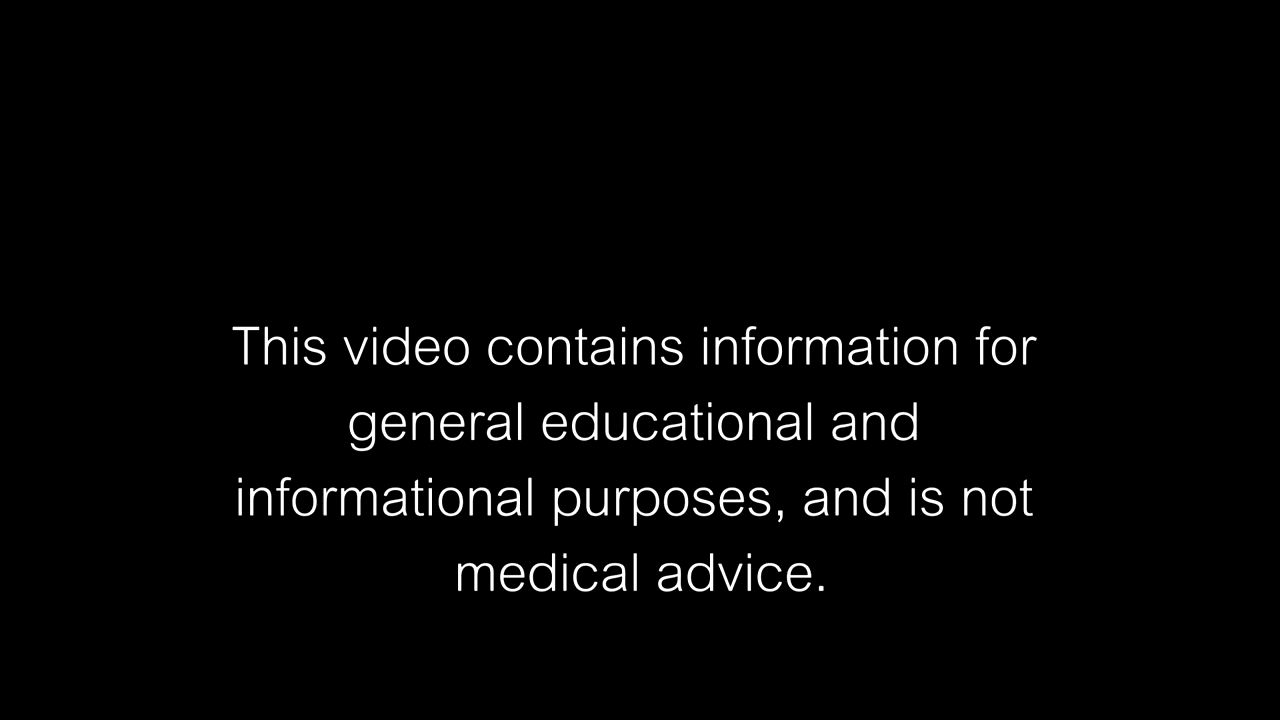 This video contains information for
general educational and
informational purposes, and is not
medical advice.